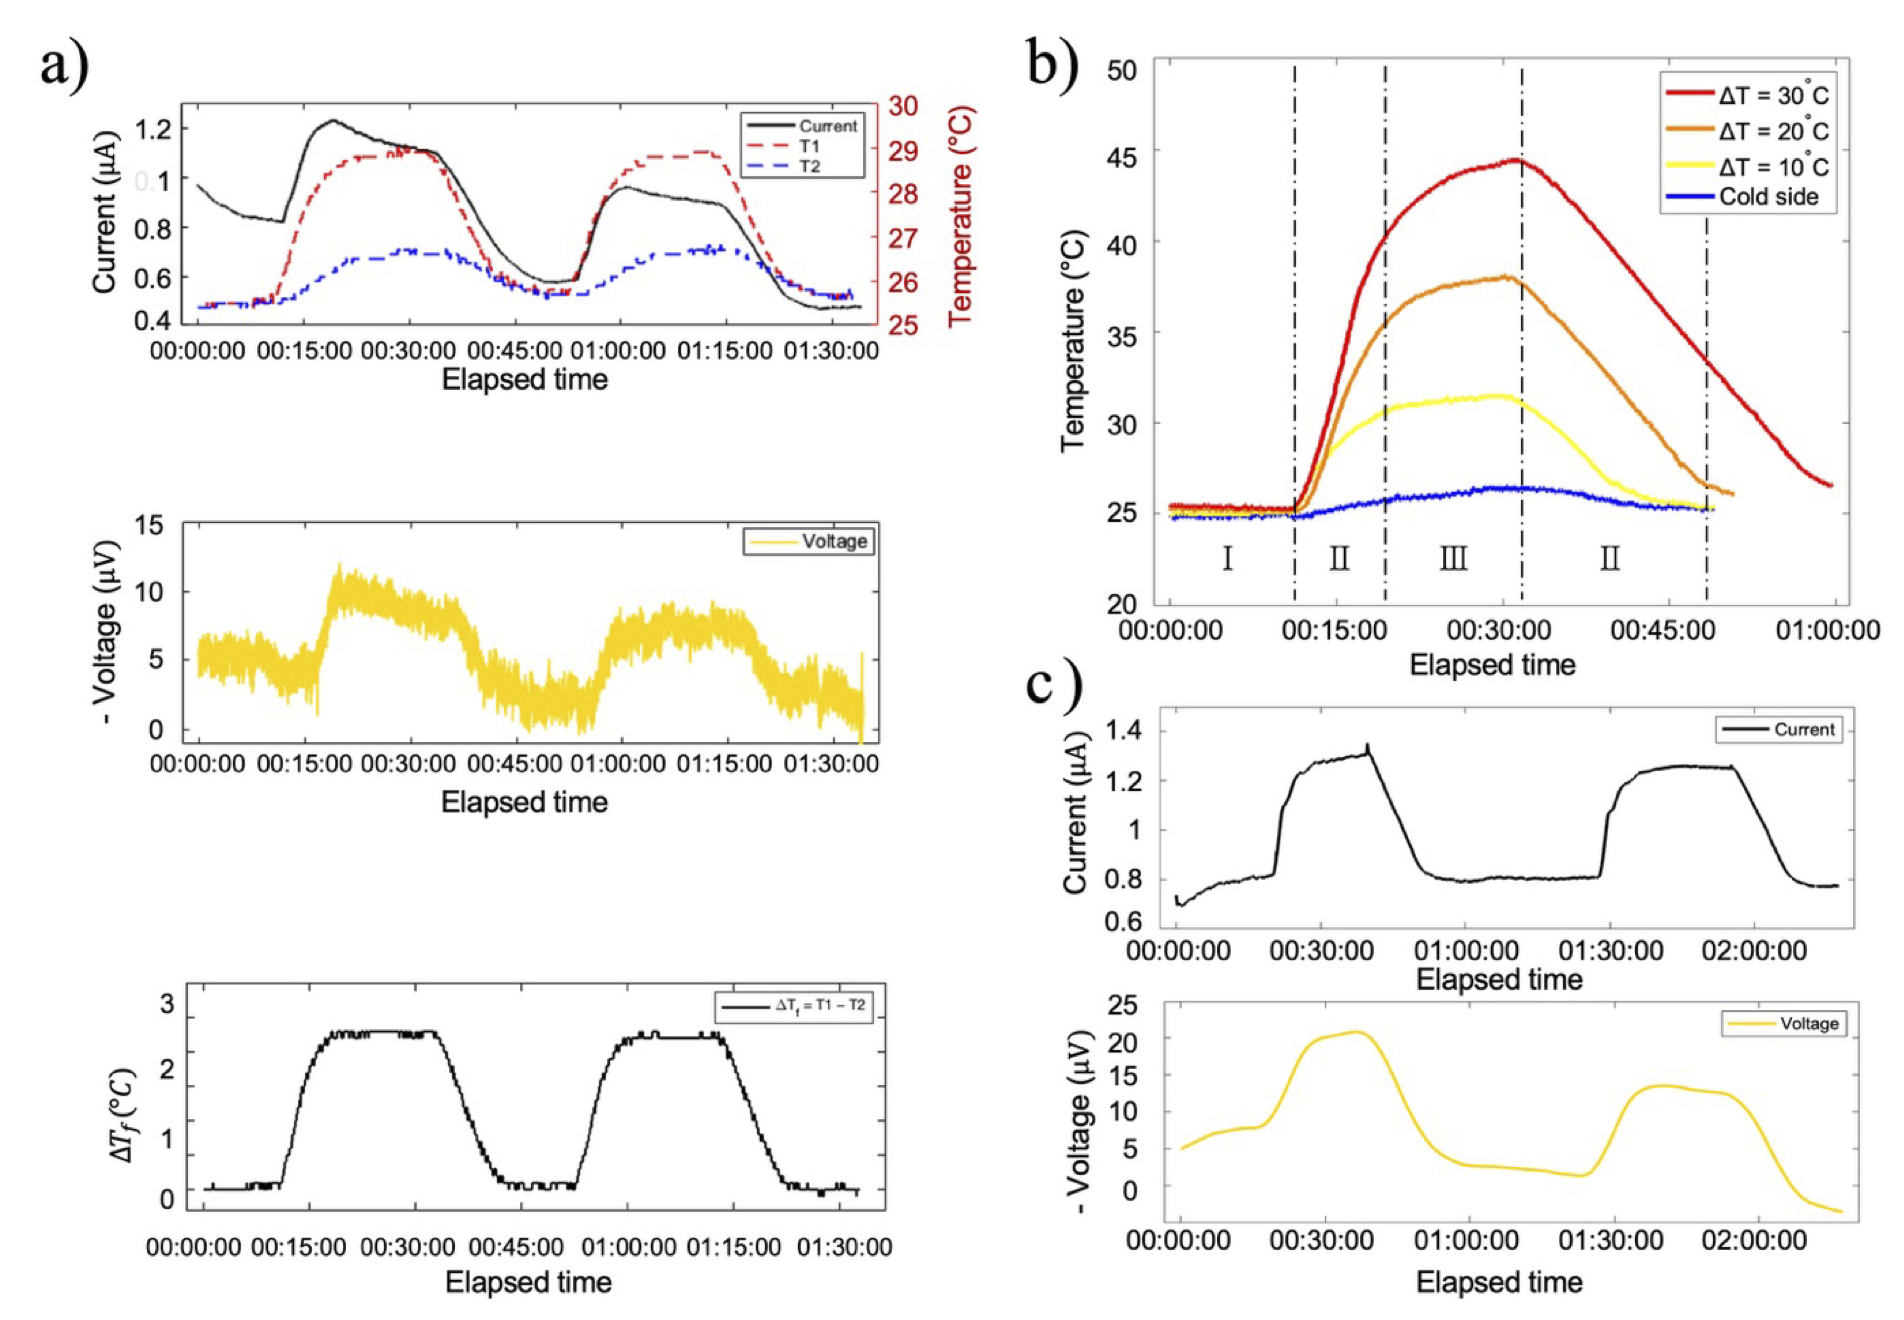 a)
1.2
0.1
0.8
0.6
0.4
Current (µA)
30
29
28
27
26
25
Temperature (°C)
Current
T1
T2
00:00:00 00:15:00 00:30:00 00:45:00 01:00:00 01:15:00 01:30:00
Elapsed time
15
10
5
0
- Voltage (µV)
Voltage
00:00:00 00:15:00 00:30:00 00:45:00 01:00:00 01:15:00 01:30:00
Elapsed time
3
2
1
0
ΔTf(°C)
ΔTf = T1 − T2
00:00:00 00:15:00 00:30:00 00:45:00 01:00:00 01:15:00 01:30:00
Elapsed time
b)
50
45
40
35
30
25
20
Temperature (°C)
ΔT = 30°C
ΔT = 20°C
ΔT = 10°C
Cold side
I II III II
00:00:00 00:15:00 00:30:00 00:45:00 01:00:00
Elapsed time
c)
1.4
1.2
1
0.8
0.6
Current (µA)
Current
00:00:00 00:30:00 01:00:00 01:30:00 02:00:00
Elapsed time
25
20
15
10
5
0
- Voltage (µV)
Voltage
00:00:00 00:30:00 01:00:00 01:30:00 02:00:00
Elapsed time